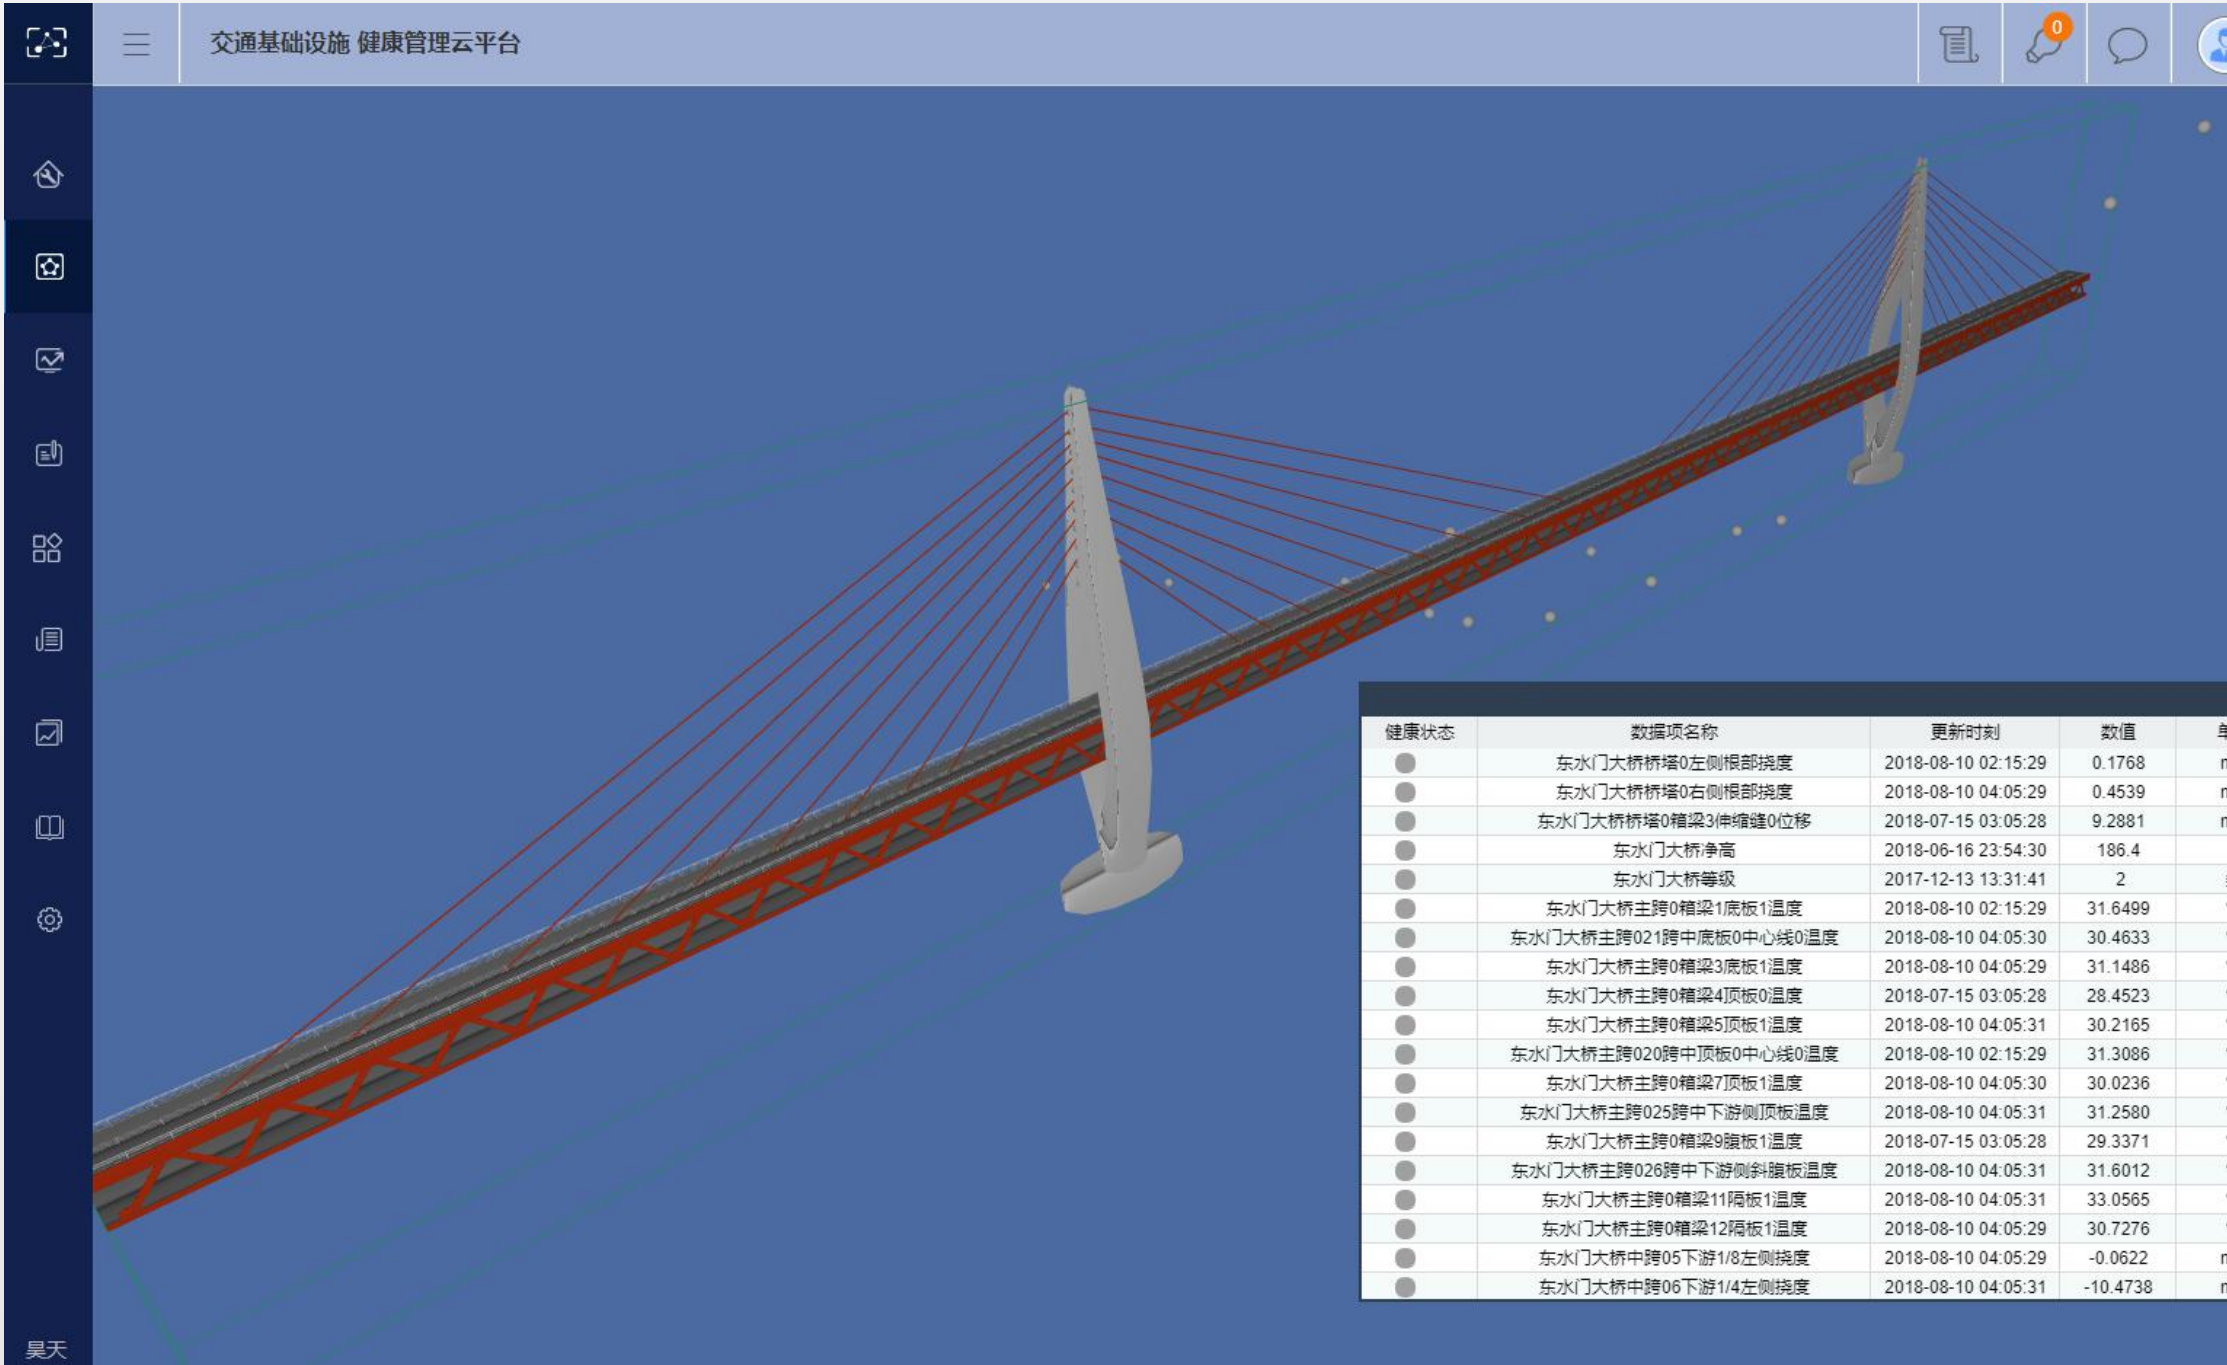 交通基础设施 健康管理云平台
0
健康状态 数据项名称 更新时刻 数值
东水门大桥桥塔0左侧根部挠度 2018-08-10 02:15:29 0.1768
东水门大桥桥塔0右侧根部挠度 2018-08-10 04:05:29 0.4539
东水门大桥桥塔0箱梁3伸缩缝0位移 2018-07-15 03:05:28 9.2881
东水门大桥净高 2018-06-16 23:54:30 186.4
东水门大桥等级 2017-12-13 13:31:41 2
东水门大桥主跨0箱梁1底板1温度 2018-08-10 02:15:29 31.6499
东水门大桥主跨021跨中底板0中心线0温度 2018-08-10 04:05:30 30.4633
东水门大桥主跨0箱梁3底板1温度 2018-08-10 04:05:29 31.1486
东水门大桥主跨0箱梁4顶板0温度 2018-07-15 03:05:28 28.4523
东水门大桥主跨0箱梁5顶板1温度 2018-08-10 04:05:31 30.2165
东水门大桥主跨020跨中顶板0中心线0温度 2018-08-10 02:15:29 31.3086
东水门大桥主跨0箱梁7顶板1温度 2018-08-10 04:05:30 30.0236
东水门大桥主跨025跨中下游侧顶板温度 2018-08-10 04:05:31 31.2580
东水门大桥主跨0箱梁9腹板1温度 2018-07-15 03:05:28 29.3371
东水门大桥主跨026跨中下游侧斜腹板温度 2018-08-10 04:05:31 31.6012
东水门大桥主跨0箱梁11隔板1温度 2018-08-10 04:05:31 33.0565
东水门大桥主跨0箱梁12隔板1温度 2018-08-10 04:05:29 30.7276
东水门大桥中跨05下游1/8左侧挠度 2018-08-10 04:05:29 -0.0622
东水门大桥中跨06下游1/4左侧挠度 2018-08-10 04:05:31 -10.4738
昊天